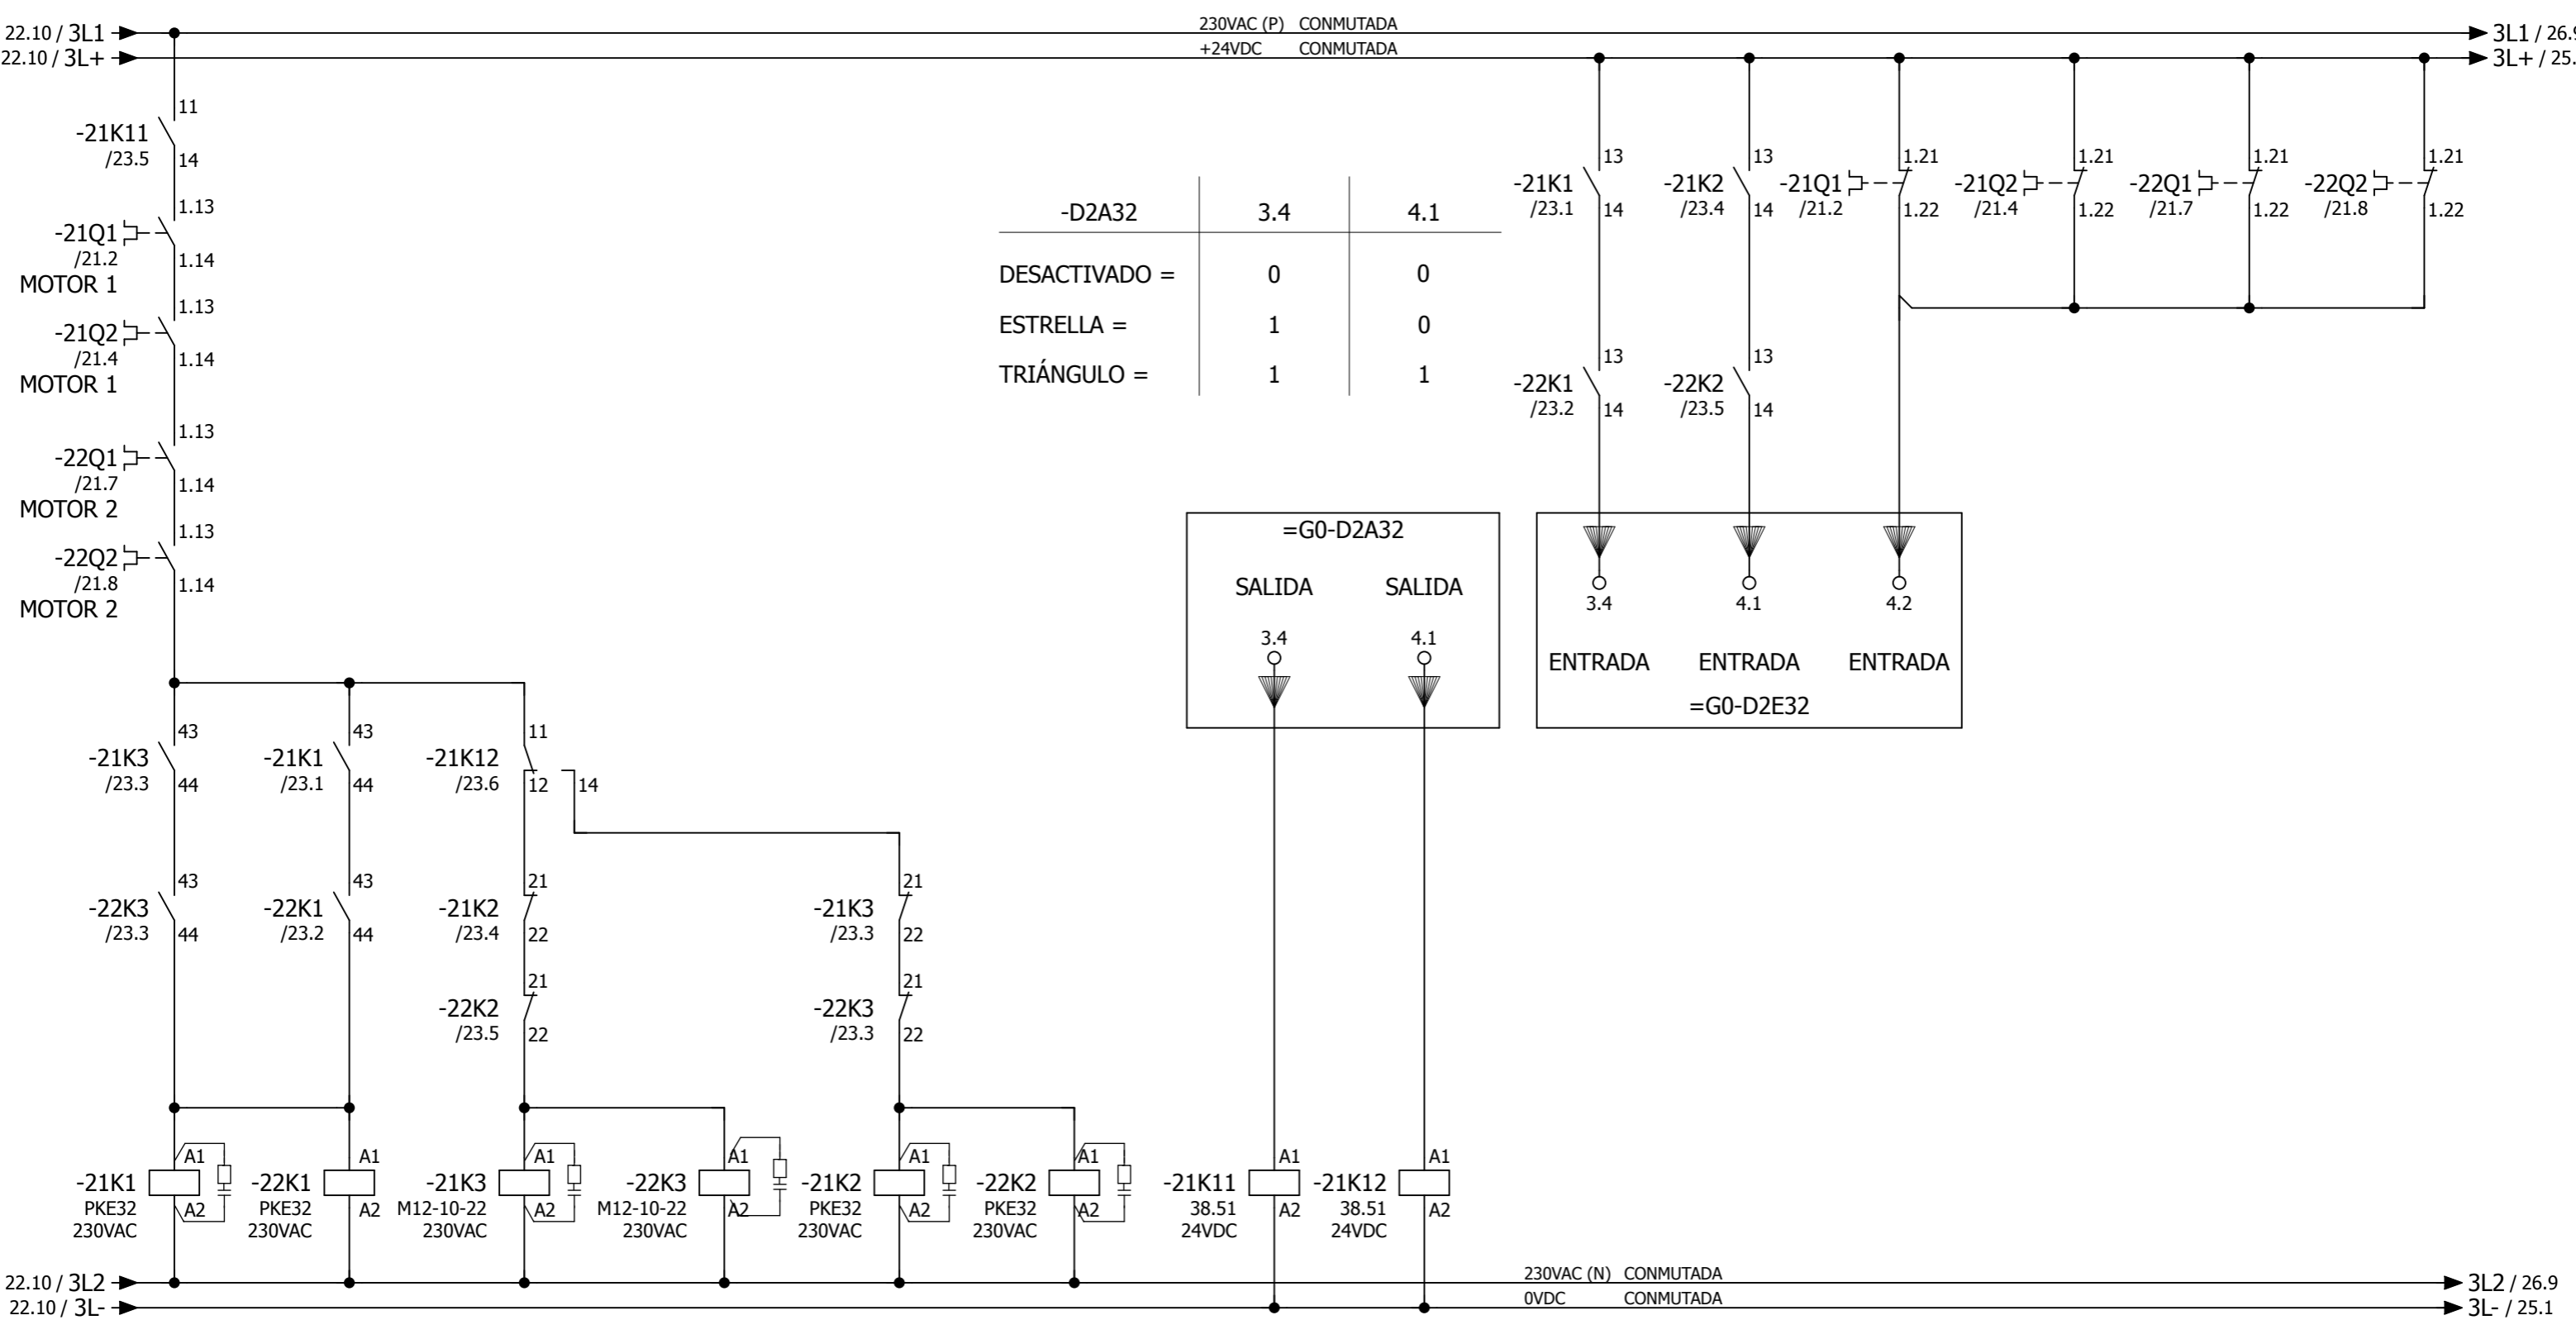 22.10 / 3L1
230VAC (P) CONMUTADA
3L1 / 26.9
22.10 / 3L+
+24VDC CONMUTADA
3L+ / 25.
11
-21K11
/23.5
14
1.13
-21Q1
/21.2
1.14
MOTOR 1
1.13
-21Q2
/21.4
1.14
MOTOR 1
1.13
-22Q1
/21.7
1.14
MOTOR 2
1.13
-22Q2
/21.8
1.14
MOTOR 2
43
-21K3
/23.3
44
43
-22K3
/23.3
44
43
-21K1
/23.1
44
43
-22K1
/23.2
44
11
-21K12
/23.6
12
14
21
-21K2
/23.4
22
21
-22K2
/23.5
22
21
-21K3
/23.3
22
21
-22K3
/23.3
22
-D2A32 3.4 4.1
DESACTIVADO = 0 0
ESTRELLA = 1 0
TRIÁNGULO = 1 1
13
-21K1
/23.1
14
13
-22K1
/23.2
14
13
-21K2
/23.4
14
13
-22K2
/23.5
14
1.21
-21Q1
/21.2
1.22
1.21
-21Q2
/21.4
1.22
1.21
-22Q1
/21.7
1.22
1.21
-22Q2
/21.8
1.22
=G0-D2A32
SALIDA SALIDA
3.4 4.1
3.4 4.1 4.2
ENTRADA ENTRADA ENTRADA
=G0-D2E32
A1
-21K1
PKE32
230VAC
A2
A1
-22K1
PKE32
230VAC
A2
A1
-21K3
M12-10-22
230VAC
A2
A1
-22K3
M12-10-22
230VAC
A2
A1
-21K2
PKE32
230VAC
A2
A1
-22K2
PKE32
230VAC
A2
A1
-21K11
38.51
24VDC
A2
A1
-21K12
38.51
24VDC
A2
22.10 / 3L2
230VAC (N) CONMUTADA
3L2 / 26.9
22.10 / 3L-
0VDC CONMUTADA
3L- / 25.1